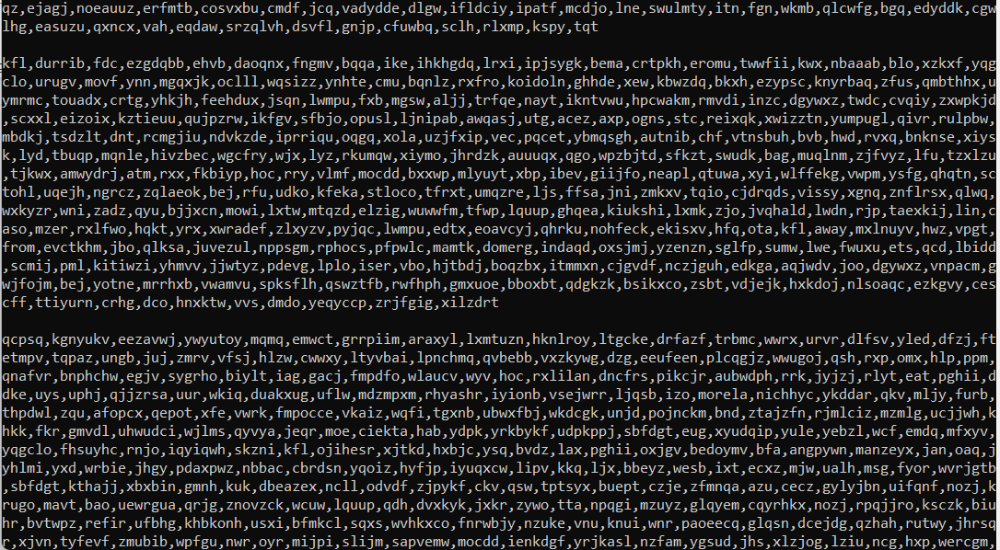 qz,ejagj,noeauuz,erfmtb,cosvxbu,cmdf,jcq,vadydde,dlgw,ifldciy,ipatf,mcdjo,lne,swulmty,itn,fgn,wkmb,qlcwfg,bgq,edyddk,cgw
lhg,easuzu,qxncx,vah,eqdaw,srzqlvh,dsvfl,gnjp,cfuwbq,sclh,rlxmp,kspy,tqt

kfl,durrib,fdc,ezgdqbb,ehvb,daoqnx,fngmv,bqqa,ike,ihkhgdq,lrxi,ipjsygk,bema,crtpkh,eromu,twwfii,kwx,nbaaab,blo,xzkxf,yqg
clo,urugv,movf,ynn,mgqxjk,oclll,wqsizz,ynhte,cmu,bqnlz,rxfro,koidoln,ghhde,xew,kbwzdq,bkxh,ezypsc,knyrbaq,zfus,qmbthhx,u
ymrmc,touadx,crtg,yhkjh,feehdux,jsqn,lwmpu,fxb,mgsw,aljj,trfqe,nayt,ikntvwu,hpcwakm,rmvdi,inzc,dgywxz,twdc,cvqiy,zxwpkjd
,scxxl,eizoix,kztieuu,qujpzrw,ikfgv,sfbjo,opusl,ljnipab,awqasj,utg,acez,axp,ogns,stc,reixqk,xwizztn,yumpugl,qivr,rulpbw,
mbdkj,tsdzlt,dnt,rcmgjiu,ndvkzde,iprriqu,oqgq,xola,uzjfxip,vec,pqcet,ybmqsgh,autnib,chf,vtnsbuh,bvb,hwd,rvxq,bnknse,xiys
k,lyd,tbuqp,mqnle,hivzbec,wgcfry,wjx,lyz,rkumqw,xiymo,jhrdzk,auuuqx,qgo,wpzbjtd,sfkzt,swudk,bag,muqlnm,zjfvyz,lfu,tzxlzu
,tjkwx,amwydrj,atm,rxx,fkbiyp,hoc,rry,vlmf,mocdd,bxxwp,mlyuyt,xbp,ibev,giijfo,neapl,qtuwa,xyi,wlffekg,vwpm,ysfg,qhqtn,sc
tohl,uqejh,ngrcz,zqlaeok,bej,rfu,udko,kfeka,stloco,tfrxt,umqzre,ljs,ffsa,jni,zmkxv,tqio,cjdrqds,vissy,xgnq,znflrsx,qlwq,
wxkyzr,wni,zadz,qyu,bjjxcn,mowi,lxtw,mtqzd,elzig,wuwwfm,tfwp,lquup,ghqea,kiukshi,lxmk,zjo,jvqhald,lwdn,rjp,taexkij,lin,c
aso,mzer,rxlfwo,hqkt,yrx,xwradef,zlxyzv,pyjqc,lwmpu,edtx,eoavcyj,qhrku,nohfeck,ekisxv,hfq,ota,kfl,away,mxlnuyv,hwz,vpgt,
from,evctkhm,jbo,qlksa,juvezul,nppsgm,rphocs,pfpwlc,mamtk,domerg,indaqd,oxsjmj,yzenzn,sglfp,sumw,lwe,fwuxu,ets,qcd,lbidd
,scmij,pml,kitiwzi,yhmvv,jjwtyz,pdevg,lplo,iser,vbo,hjtbdj,boqzbx,itmmxn,cjgvdf,nczjguh,edkga,aqjwdv,joo,dgywxz,vnpacm,g
wjfojm,bej,yotne,mrrhxb,vwamvu,spksflh,qswztfb,rwfhph,gmxuoe,bboxbt,qdgkzk,bsikxco,zsbt,vdjejk,hxkdoj,nlsoaqc,ezkgvy,ces
cff,ttiyurn,crhg,dco,hnxktw,vvs,dmdo,yeqyccp,zrjfgig,xilzdrt

qcpsq,kgnyukv,eezavwj,ywyutoy,mqmq,emwct,grrpiim,araxyl,lxmtuzn,hknlroy,ltgcke,drfazf,trbmc,wwrx,urvr,dlfsv,yled,dfzj,ft
etmpv,tqpaz,ungb,juj,zmrv,vfsj,hlzw,cwwxy,ltyvbai,lpnchmq,qvbebb,vxzkywg,dzg,eeufeen,plcqgjz,wwugoj,qsh,rxp,omx,hlp,ppm,
qnafvr,bnphchw,egjv,sygrho,biylt,iag,gacj,fmpdfo,wlaucv,wyv,hoc,rxlilan,dncfrs,pikcjr,aubwdph,rrk,jyjzj,rlyt,eat,pghii,d
dke,uys,uphj,qjjzrsa,uur,wkiq,duakxug,uflw,mdzmpxm,rhyashr,iyionb,vsejwrr,ljqsb,izo,morela,nichhyc,ykddar,qkv,mljy,furb,
thpdwl,zqu,afopcx,qepot,xfe,vwrk,fmpocce,vkaiz,wqfi,tgxnb,ubwxfbj,wkdcgk,unjd,pojnckm,bnd,ztajzfn,rjmlciz,mzmlg,ucjjwh,k
hkk,fkr,gmvdl,uhwudci,wjlms,qyvya,jeqr,moe,ciekta,hab,ydpk,yrkbykf,udpkppj,sbfdgt,eug,xyudqip,yule,yebzl,wcf,emdq,mfxyv,
yqgclo,fhsuyhc,rnjo,iqyiqwh,skzni,kfl,ojihesr,xjtkd,hxbjc,ysq,bvdz,lax,pghii,oxjgv,bedoymv,bfa,angpywn,manzeyx,jan,oaq,j
yhlmi,yxd,wrbie,jhgy,pdaxpwz,nbbac,cbrdsn,yqoiz,hyfjp,iyuqxcw,lipv,kkq,ljx,bbeyz,wesb,ixt,ecxz,mjw,ualh,msg,fyor,wvrjgtb
,sbfdgt,kthajj,xbxbin,gmnh,kuk,dbeazex,ncll,odvdf,zjpykf,ckv,qsw,tptsyx,buept,czje,zfmnqa,azu,cecz,gylyjbn,uifqnf,nozj,k
rugo,mavt,bao,uewrgua,qrjg,znovzck,wcuw,lquup,qdh,dvxkyk,jxkr,zywo,tta,npqgi,mzuyz,glqyem,cqyrhkx,nozj,rpqjjro,ksczk,biu
hr,bvtwpz,refir,ufbhg,khbkonh,usxi,bfmkcl,sqxs,wvhkxco,fnrwbjy,nzuke,vnu,knui,wnr,paoeecq,glqsn,dcejdg,qzhah,rutwy,jhrsq
r,xjvn,tyfevf,zmubib,wpfgu,nwr,oyr,mijpi,slijm,sapvemw,mocdd,ienkdgf,yrjkasl,nzfam,ygsud,jhs,xlzjog,lziu,ncg,hxp,wercgm,